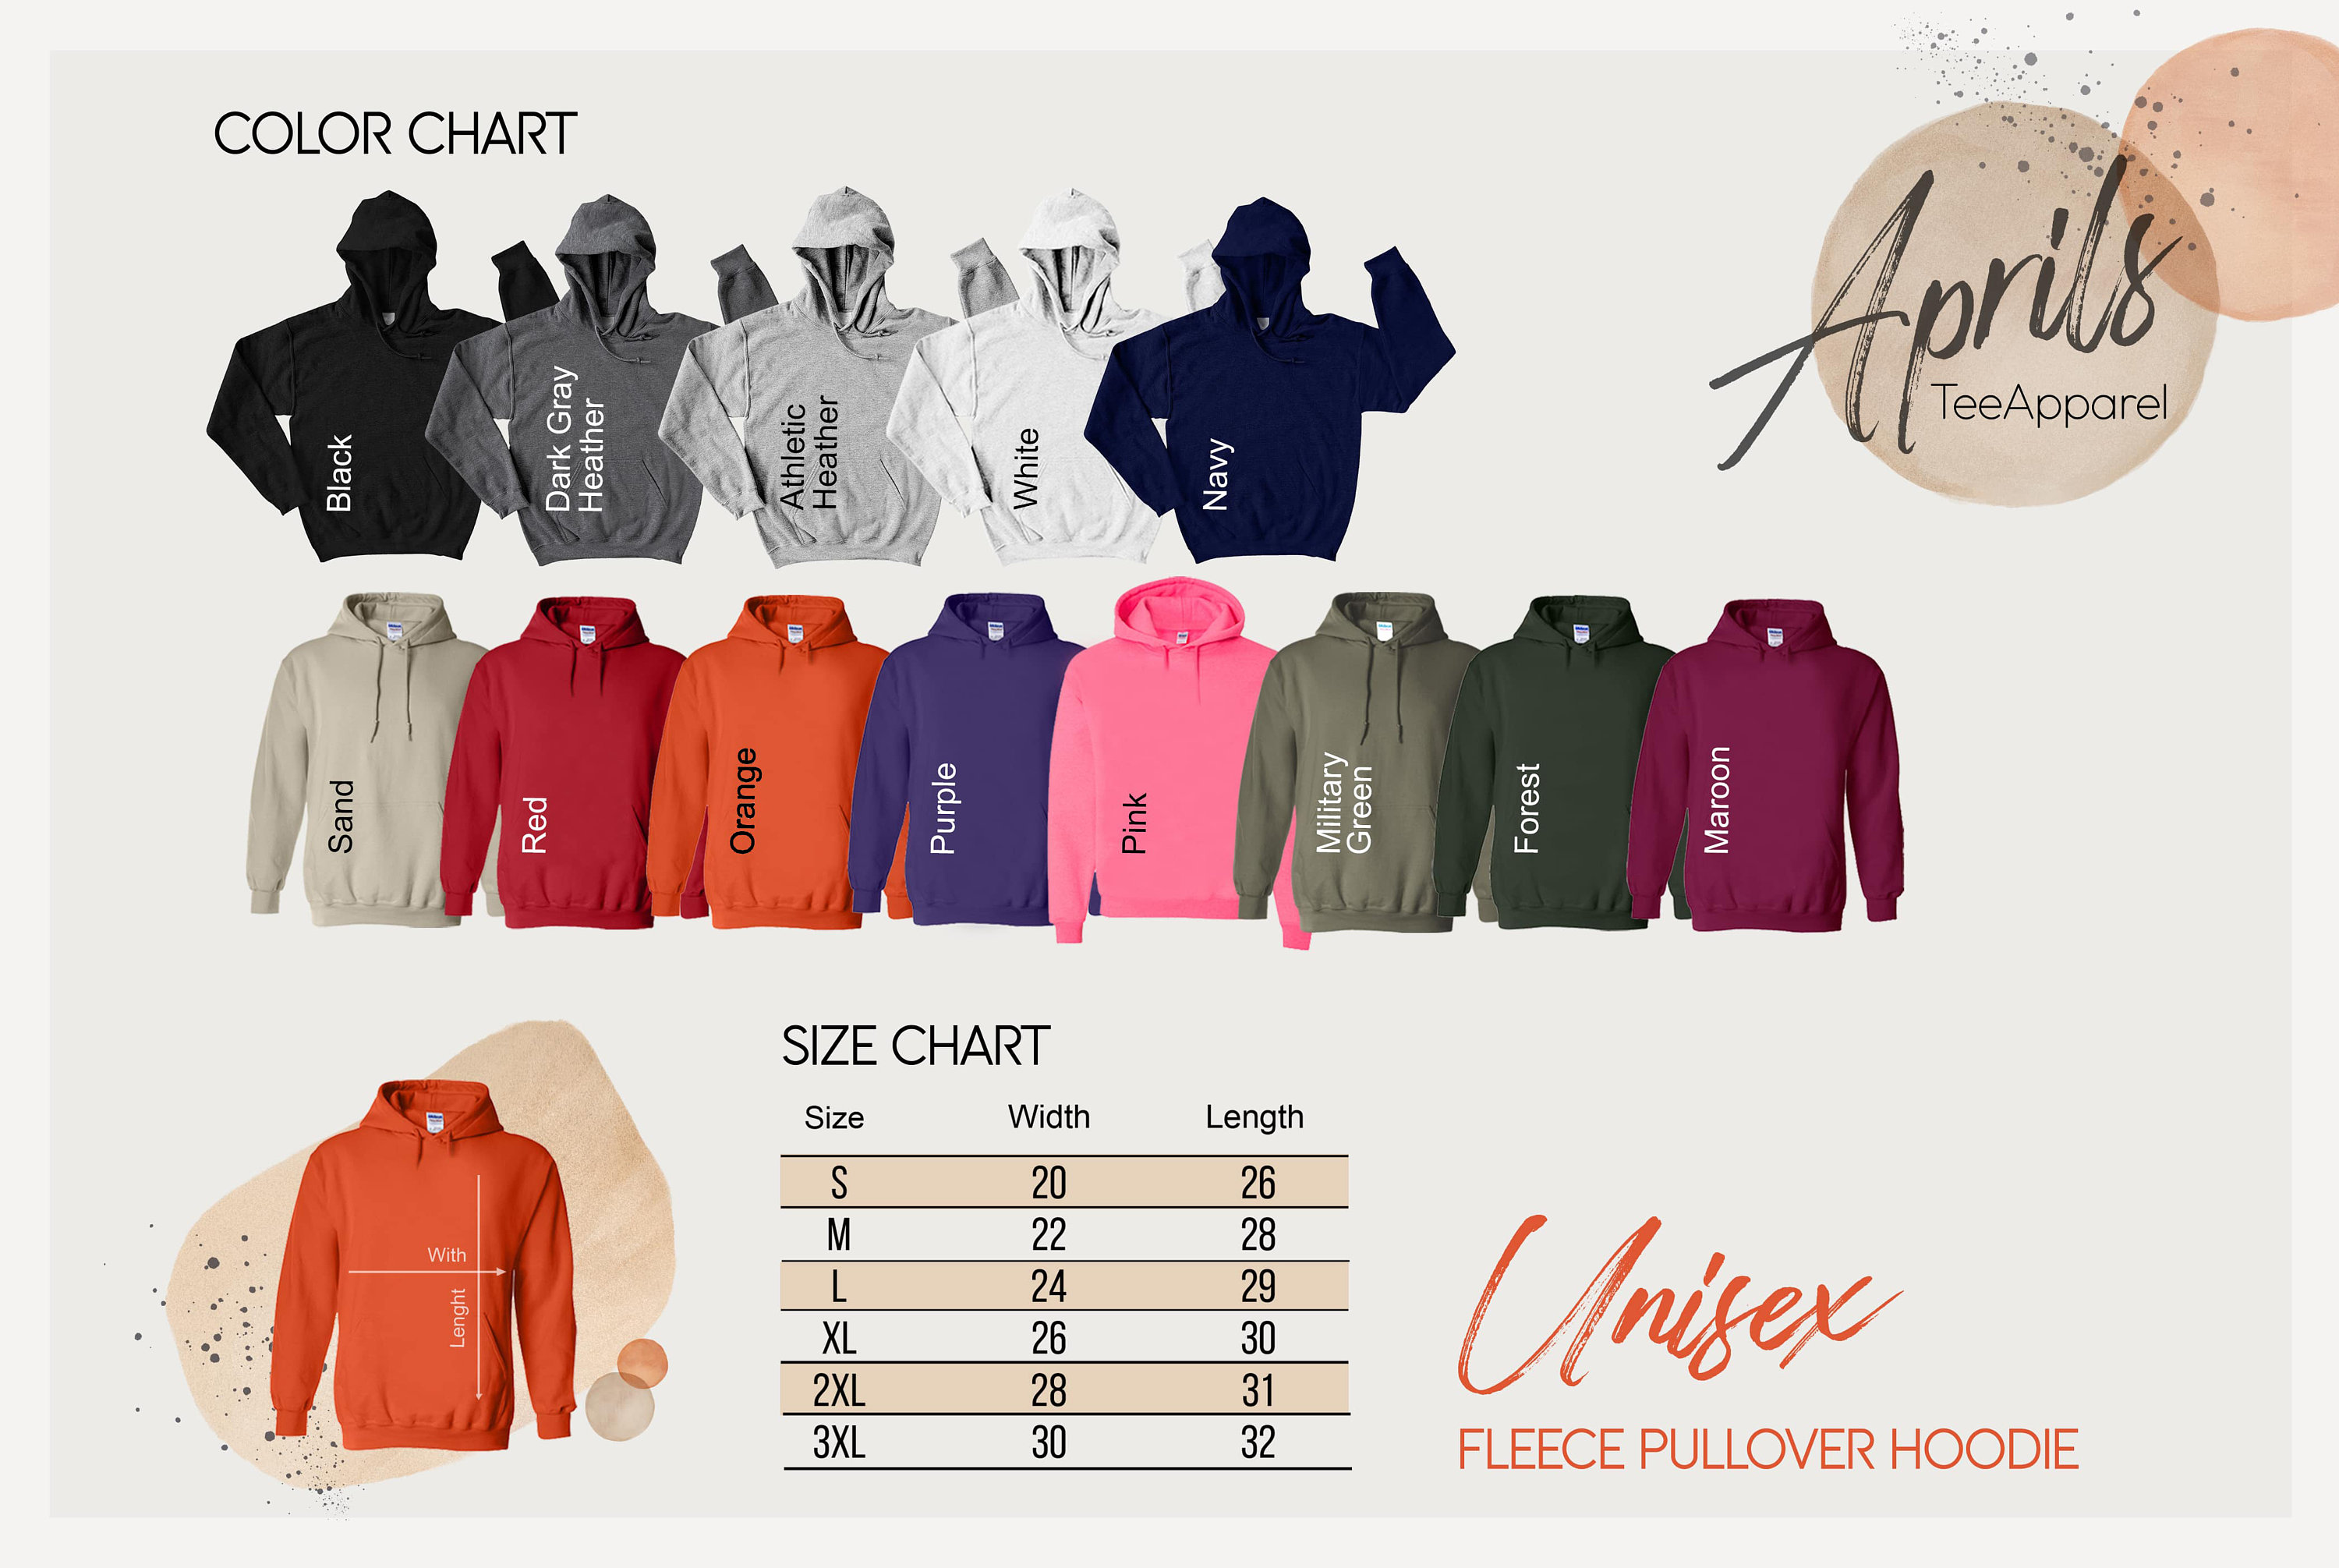 COLOR CHART
Aprils
TeeApparel
Black
Dark Gray
Heather
Athletic
Heather
White
Navy
Sand
Red
Orange
Purple
Pink
Military
Green
Forest
Maroon
With
Lenght
SIZE CHART
Size Width Length
S 20 26
M 22 28
L 24 29
XL 26 30
2XL 28 31
3XL 30 32
Unisex
FLEECE PULLOVER HOODIE